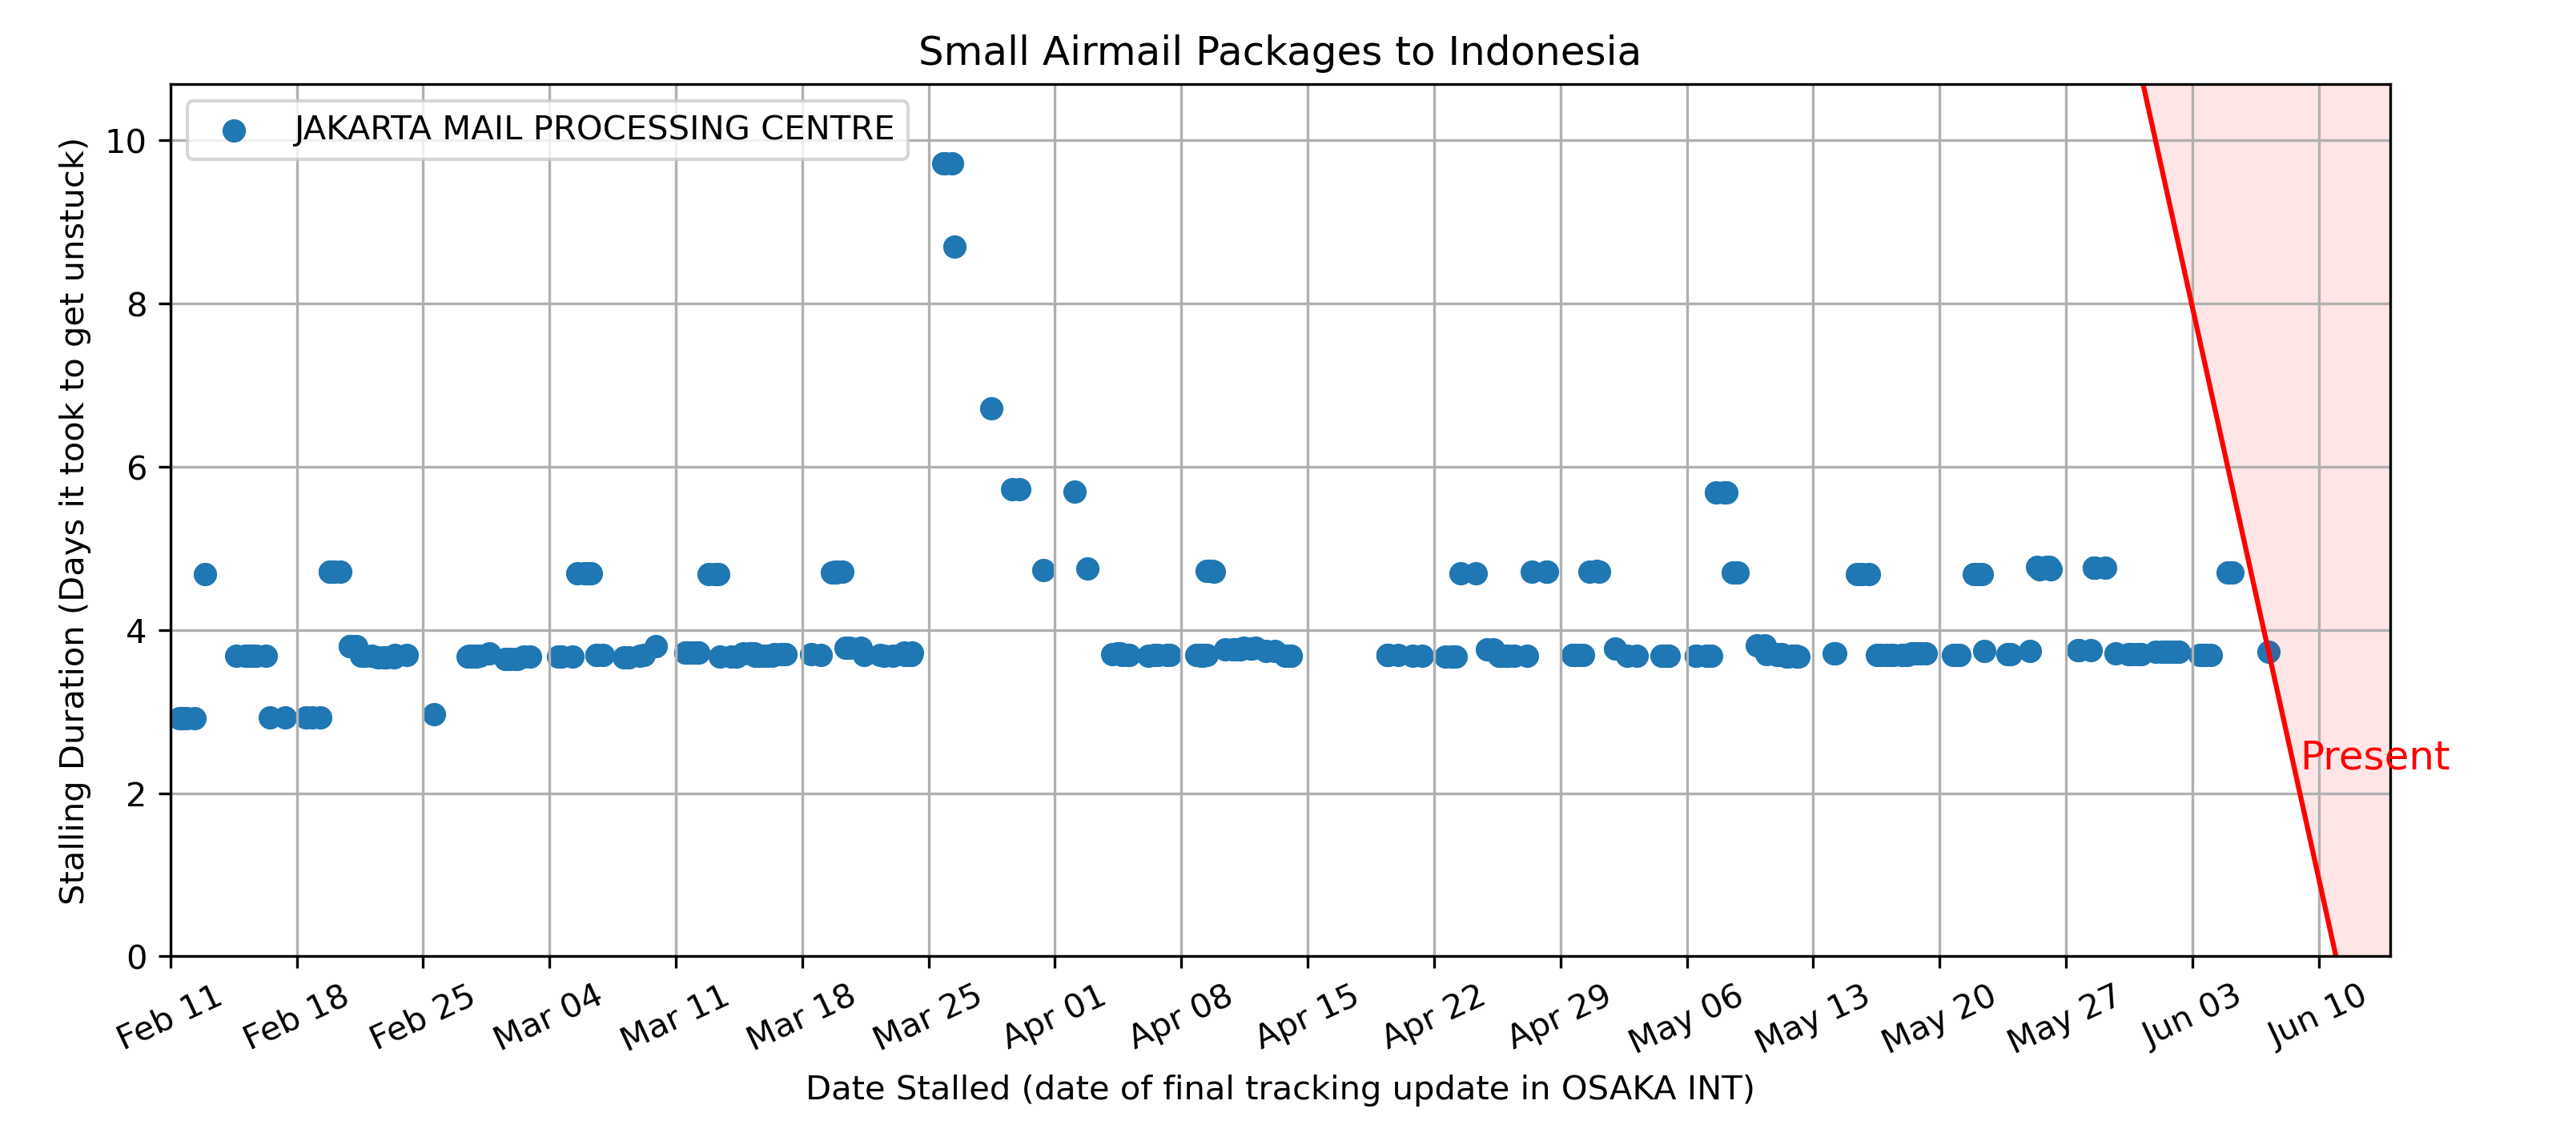 Small Airmail Packages to Indonesia
JAKARTA MAIL PROCESSING CENTRE
Stalling Duration (Days it took to get unstuck)
10
8
6
4
2
0
Present
Feb 11
Feb 18
Feb 25
Mar 04
Mar 11
Mar 18
Mar 25
Apr 01
Apr 08
Apr 15
Apr 22
Apr 29
May 06
May 13
May 20
May 27
Jun 03
Jun 10
Date Stalled (date of final tracking update in OSAKA INT)